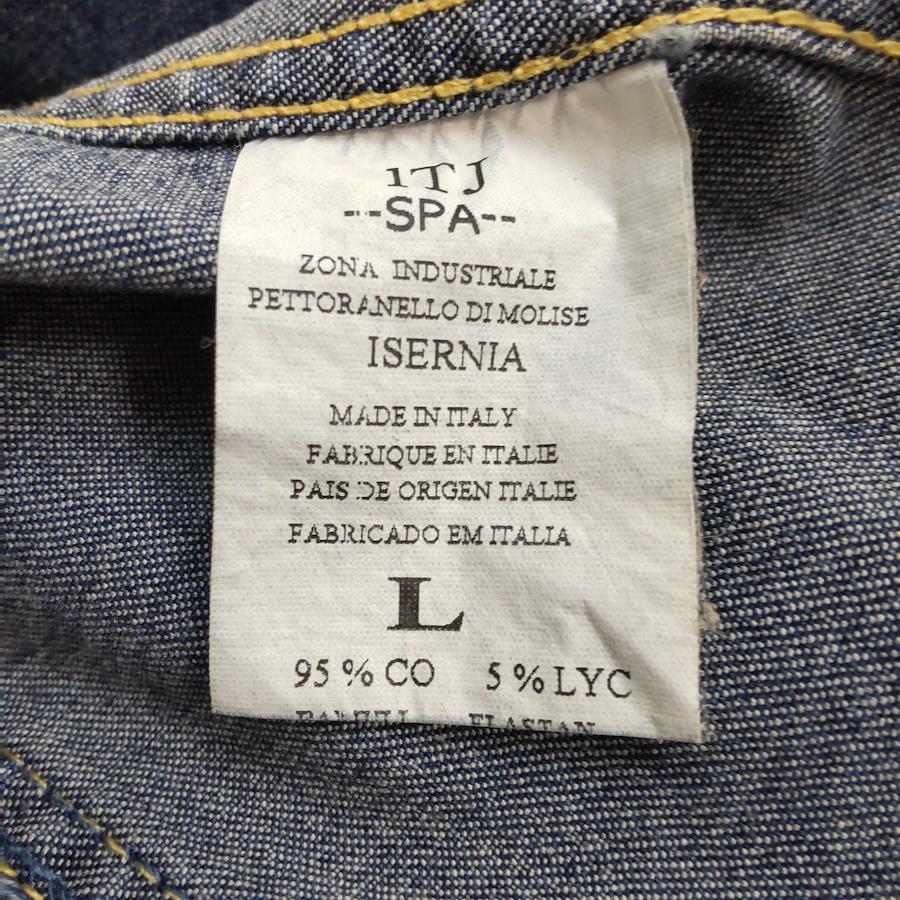 ITJ
---SPA--
ZONA INDUSTRIALE
PETTORANELLO DI MOLISE
ISERNIA
MADE IN ITALY
FABRIQUE EN ITALIE
PAIS DE ORIGEN ITALIE
FABRICADO EM ITALIA
L
95 % CO 5 % LYC
ELASTAN